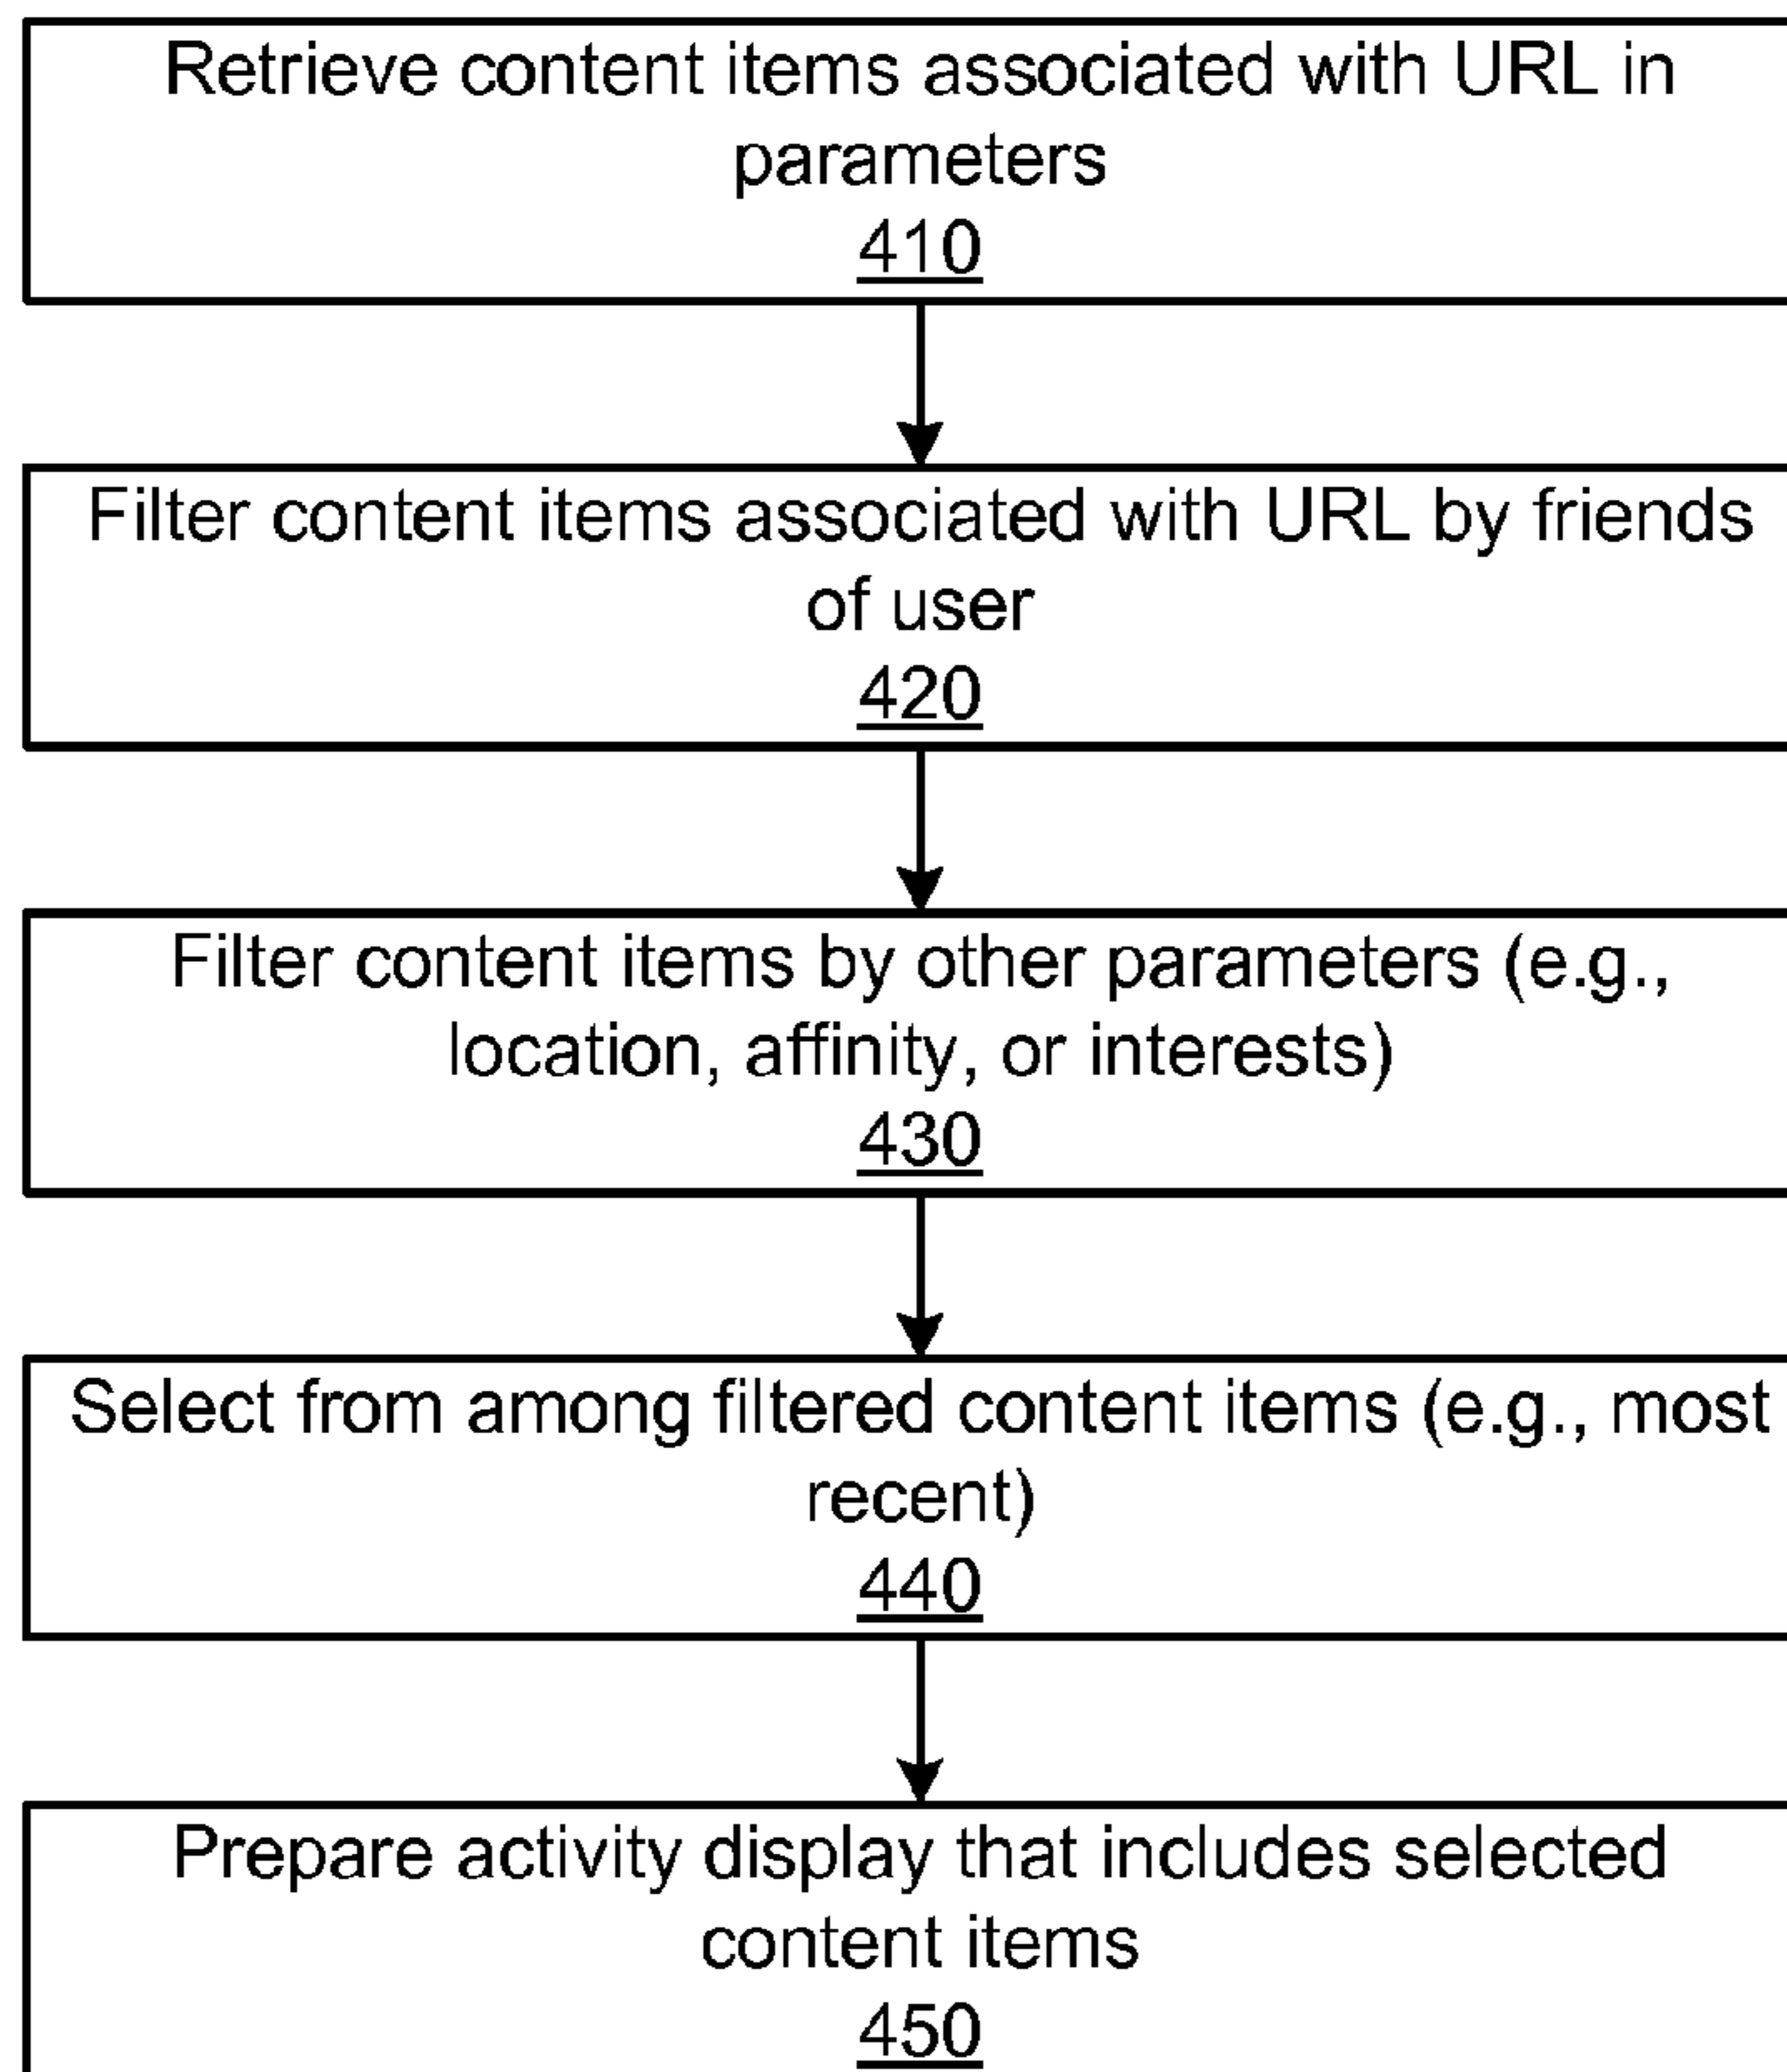 Retrieve content items associated with URL in
parameters
410
Filter content items associated with URL by friends
of user
420
Filter content items by other parameters (e.g.,
location, affinity, or interests)
430
Select from among filtered content items (e.g., most
recent)
440
Prepare activity display that includes selected
content items
450